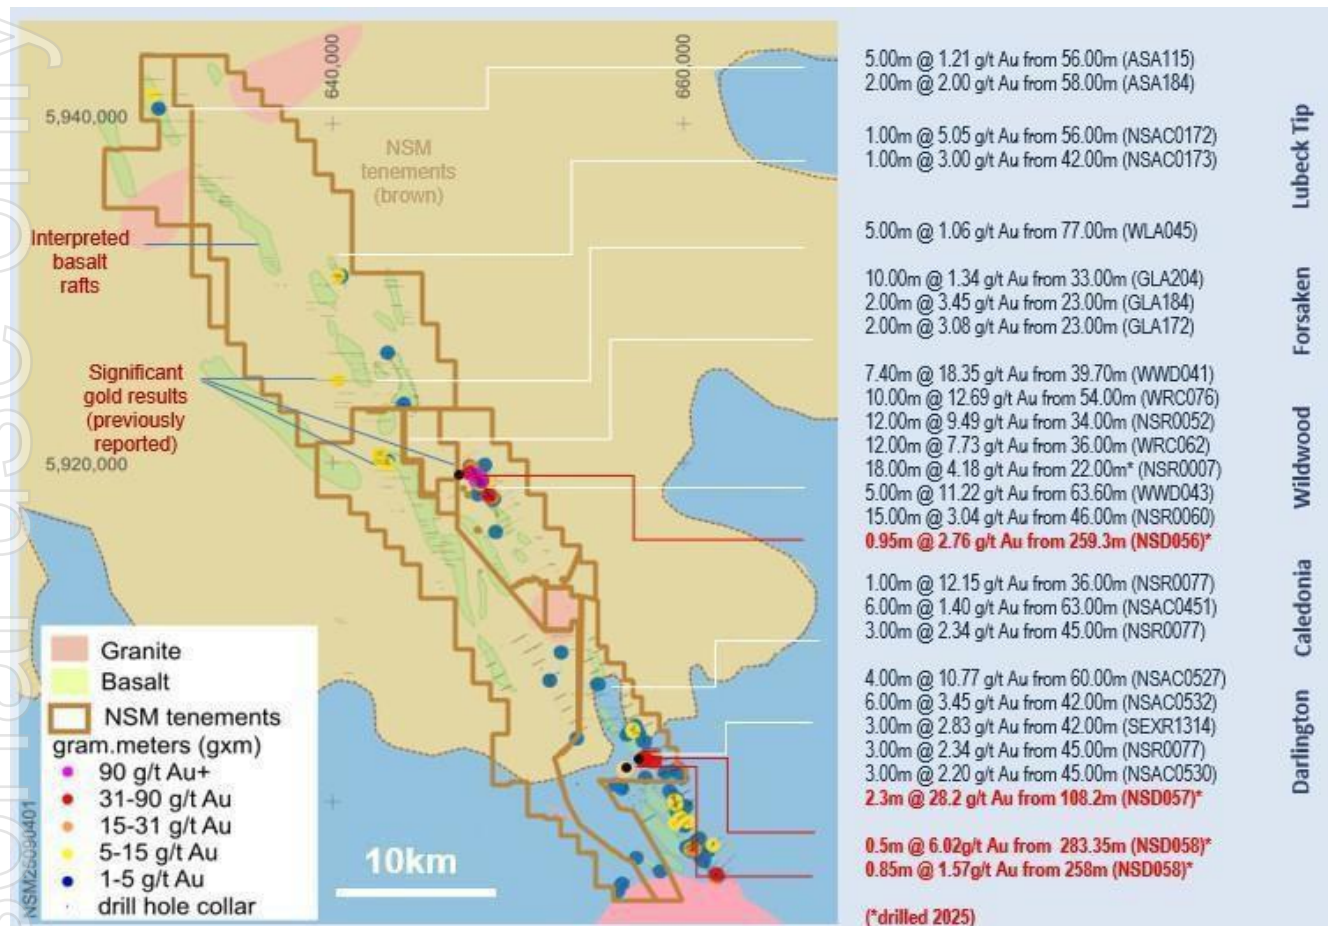 640,000
660,000
5,940,000
NSM
tenements
(brown)
Interpreted
basalt
rafts
Significant
gold results
(previously
reported)
5,920,000
Granite
Basalt
NSM tenements
gram.meters (gxm)
90 g/t Au+
31-90 g/t Au
15-31 g/t Au
5-15 g/t Au
1-5 g/t Au
drill hole collar
10km
5.00m @ 1.21 g/t Au from 56.00m (ASA115)
2.00m @ 2.00 g/t Au from 58.00m (ASA184)
1.00m @ 5.05 g/t Au from 56.00m (NSAC0172)
1.00m @ 3.00 g/t Au from 42.00m (NSAC0173)
Lubeck Tip
5.00m @ 1.06 g/t Au from 77.00m (WLA045)
10.00m @ 1.34 g/t Au from 33.00m (GLA204)
2.00m @ 3.45 g/t Au from 23.00m (GLA184)
2.00m @ 3.08 g/t Au from 23.00m (GLA172)
Forsaken
7.40m @ 18.35 g/t Au from 39.70m (WWD041)
10.00m @ 12.69 g/t Au from 54.00m (WRC076)
12.00m @ 9.49 g/t Au from 34.00m (NSR0052)
12.00m @ 7.73 g/t Au from 36.00m (WRC062)
18.00m @ 4.18 g/t Au from 22.00m* (NSR0007)
5.00m @ 11.22 g/t Au from 63.60m (WWD043)
15.00m @ 3.04 g/t Au from 46.00m (NSR0060)
0.95m @ 2.76 g/t Au from 259.3m (NSD056)*
Wildwood
1.00m @ 12.15 g/t Au from 36.00m (NSR0077)
6.00m @ 1.40 g/t Au from 63.00m (NSAC0451)
3.00m @ 2.34 g/t Au from 45.00m (NSR0077)
Caledonia
4.00m @ 10.77 g/t Au from 60.00m (NSAC0527)
6.00m @ 3.45 g/t Au from 42.00m (NSAC0532)
3.00m @ 2.83 g/t Au from 42.00m (SEXR1314)
3.00m @ 2.34 g/t Au from 45.00m (NSR0077)
3.00m @ 2.20 g/t Au from 45.00m (NSAC0530)
2.3m @ 28.2 g/t Au from 108.2m (NSD057)*
0.5m @ 6.02g/t Au from 283.35m (NSD058)*
0.85m @ 1.57g/t Au from 258m (NSD058)*
Darlington
(*drilled 2025)